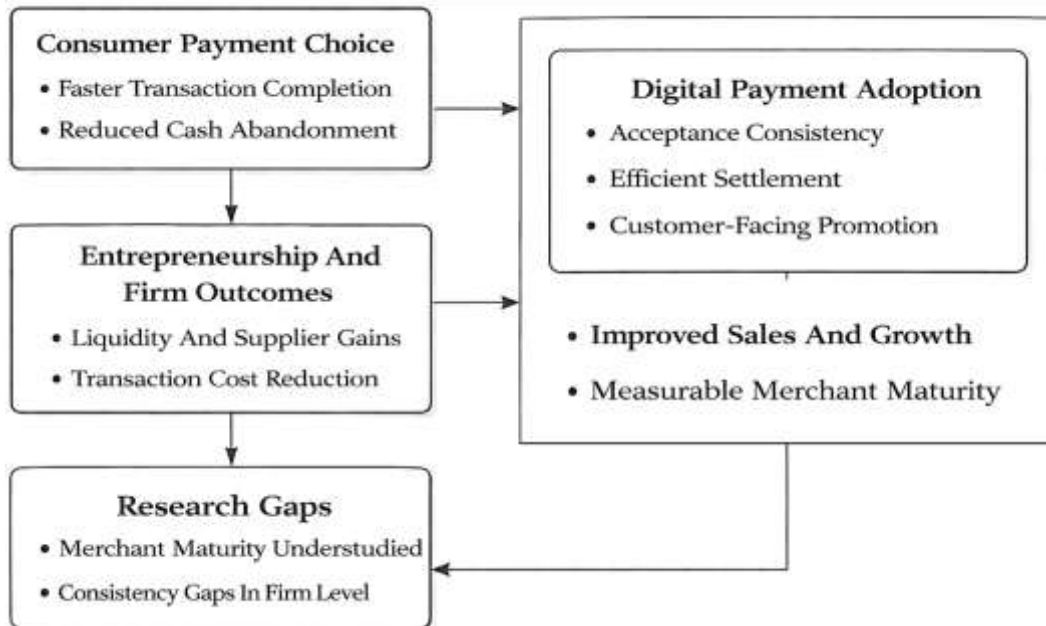 Consumer Payment Choice
• Faster Transaction Completion
• Reduced Cash Abandonment
Entrepreneurship And
Firm Outcomes
• Liquidity And Supplier Gains
• Transaction Cost Reduction
Research Gaps
• Merchant Maturity Understudied
• Consistency Gaps In Firm Level
Digital Payment Adoption
• Acceptance Consistency
• Efficient Settlement
• Customer-Facing Promotion
• Improved Sales And Growth
• Measurable Merchant Maturity